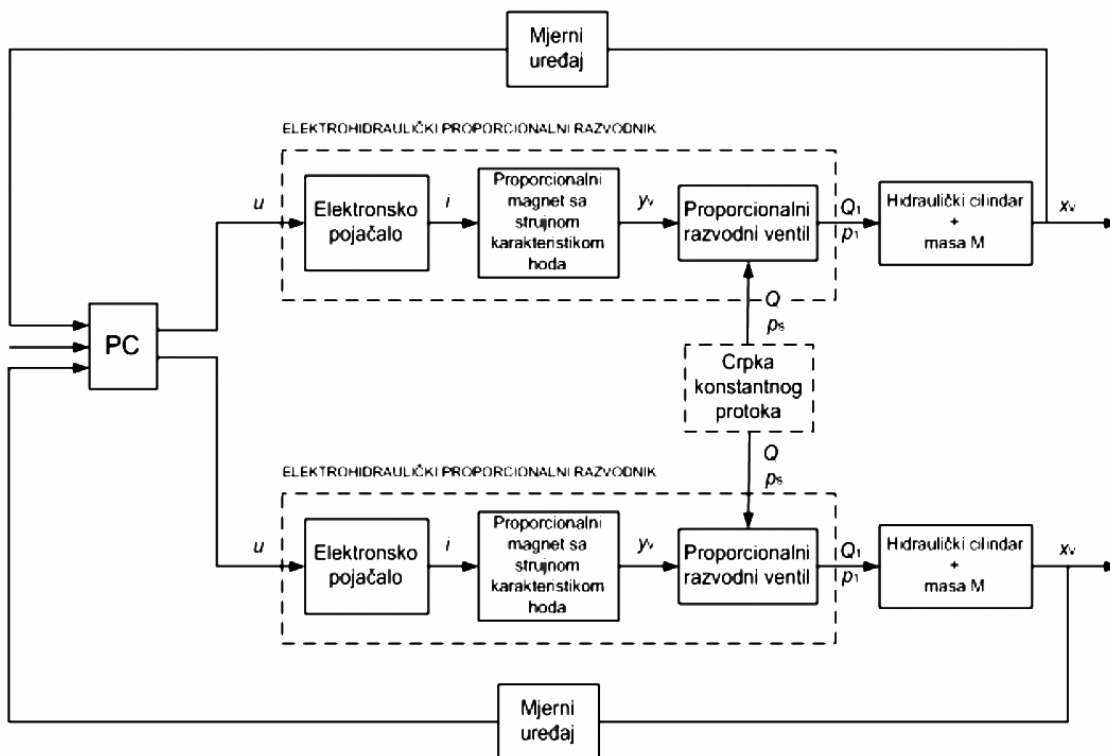 Mjerni
uređaj
ELEKTROHIDRAULIČKI PROPORCIONALNI RAZVODNIK
u
Elektronsko
pojačalo
i
Proporcionalni
magnet sa
strujnom
karakteristikom
hoda
yv
Proporcionalni
razvodni ventil
Q1
p1
Hidraulički cilindar
+
masa M
xv
Q
ps
PC
Crpka
konstantnog
protoka
Q
ps
ELEKTROHIDRAULIČKI PROPORCIONALNI RAZVODNIK
u
Elektronsko
pojačalo
i
Proporcionalni
magnet sa
strujnom
karakteristikom
hoda
yv
Proporcionalni
razvodni ventil
Q1
p1
Hidraulički cilindar
+
masa M
xv
Mjerni
uređaj